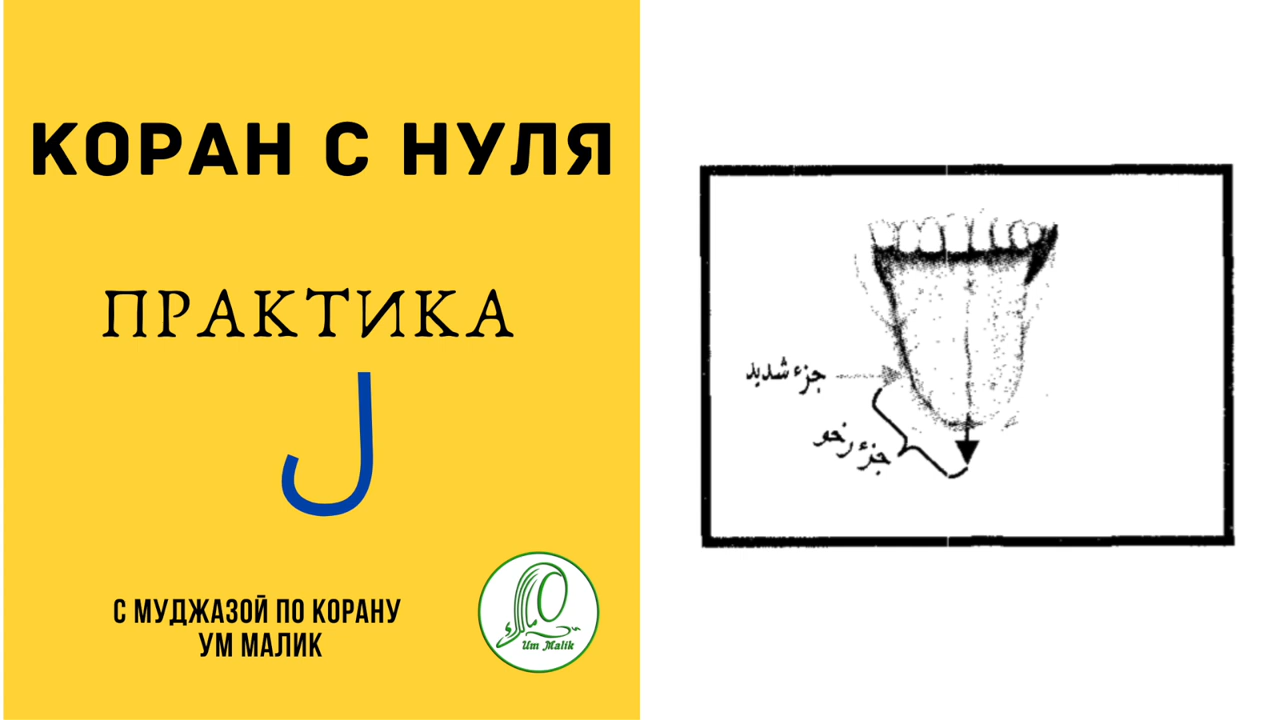 КОРАН С НУЛЯ
ПРАКТИКА
ل
С МУДЖАЗОЙ ПО КОРАНУ
УМ МАЛИК
Um Malik
جزء شديد
جزء رخو